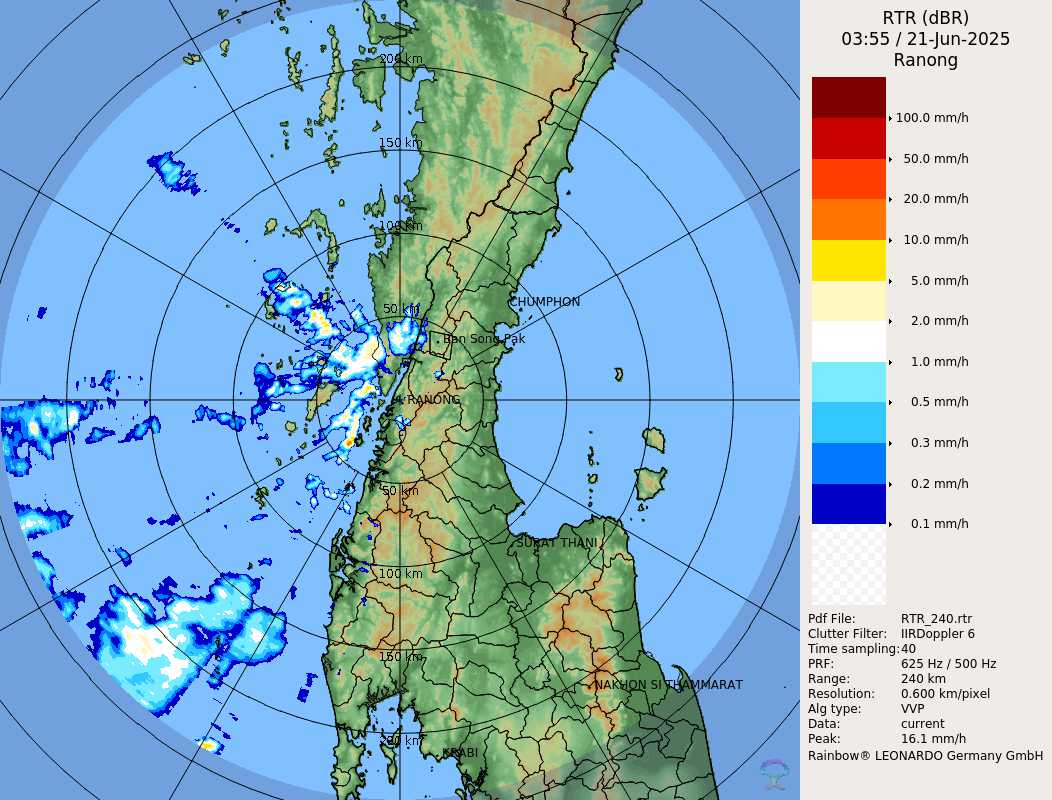 RTR (dBR)
03:55 / 21-Jun-2025
Ranong
100.0 mm/h
50.0 mm/h
20.0 mm/h
10.0 mm/h
5.0 mm/h
2.0 mm/h
1.0 mm/h
0.5 mm/h
0.3 mm/h
0.2 mm/h
0.1 mm/h
Pdf File: RTR_240.rtr
Clutter Filter: IIRDoppler 6
Time sampling:40
PRF: 625 Hz / 500 Hz
Range: 240 km
Resolution: 0.600 km/pixel
Alg type: VVP
Data: current
Peak: 16.1 mm/h
Rainbow® LEONARDO Germany GmbH
200 km
150 km
100 km
50 km
CHUMPHON
Ban Song Pak
RANONG
50 km
SURAT THANI
100 km
150 km
NAKHON SI THAMMARAT
200 km
KRABI